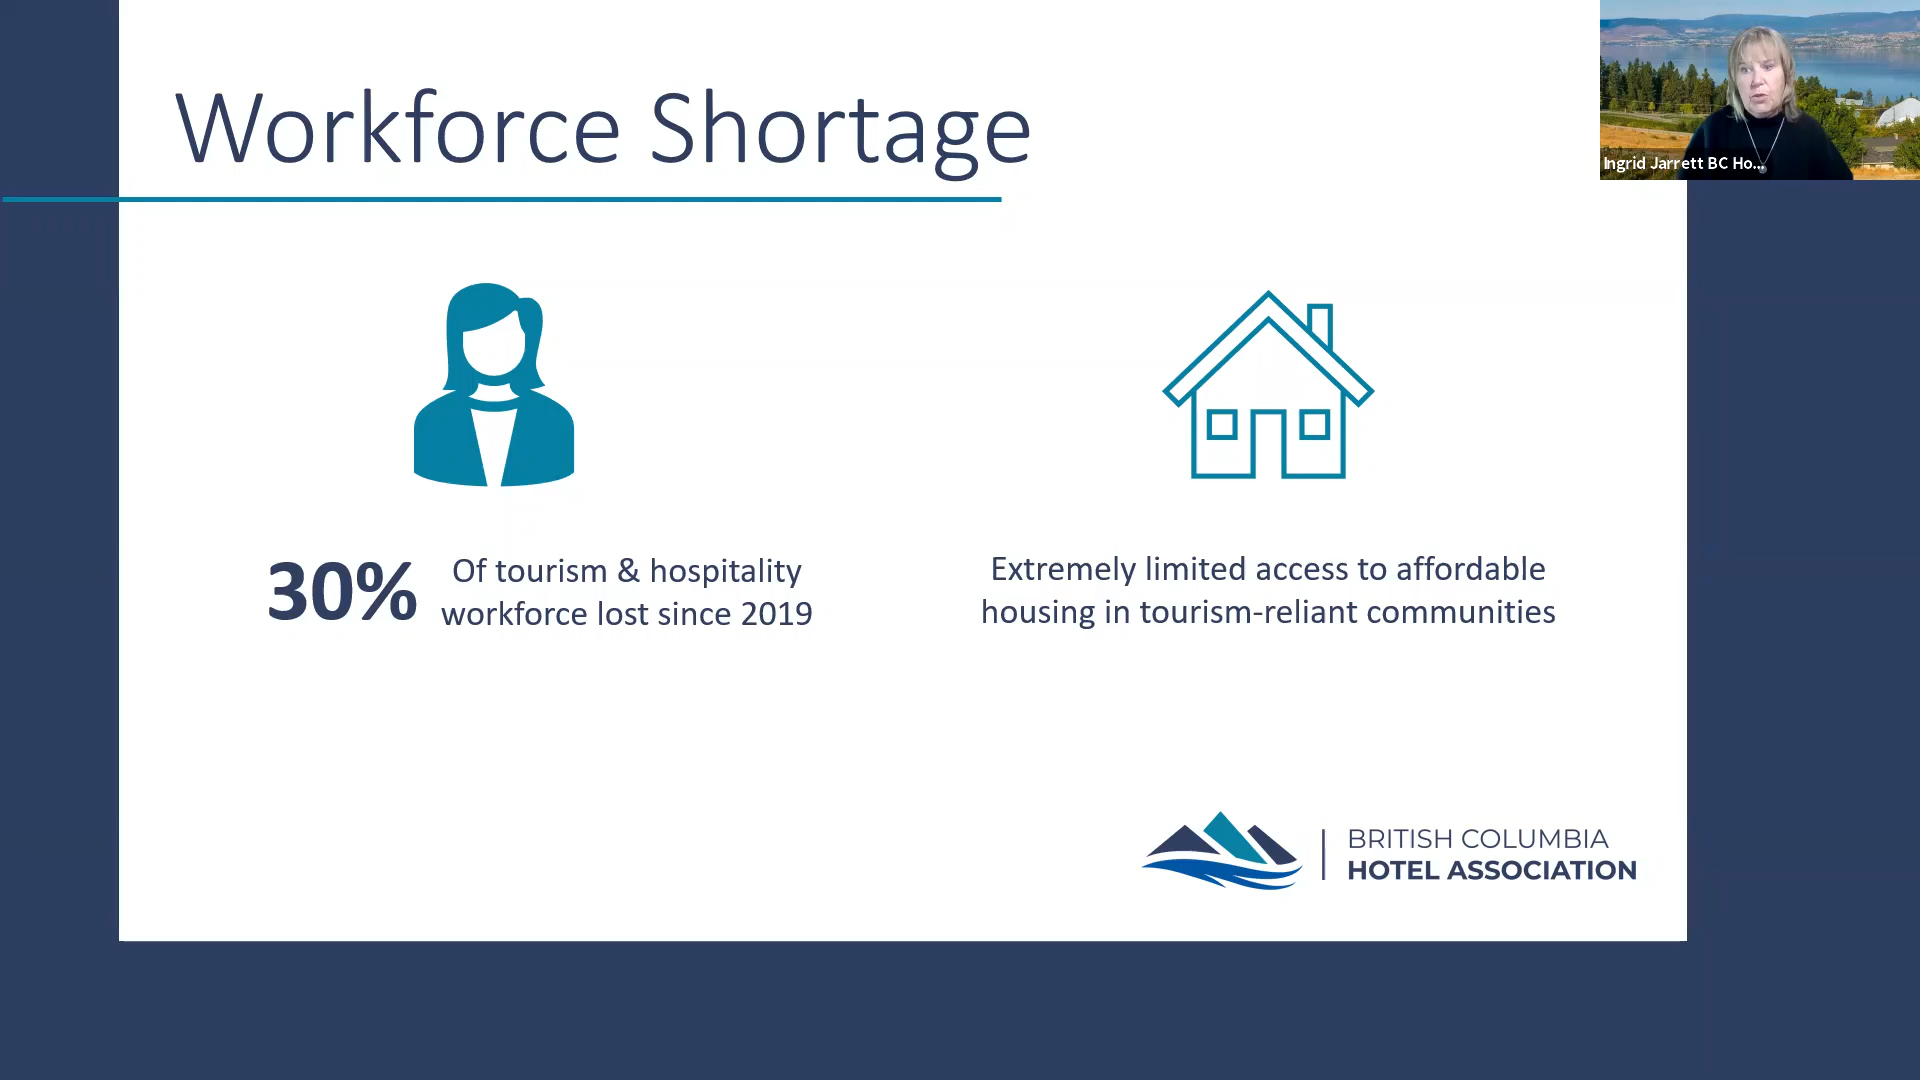 Workforce Shortage
Ingrid Jarrett BC Ho...
30%
Of tourism & hospitality
workforce lost since 2019
Extremely limited access to affordable
housing in tourism-reliant communities
BRITISH COLUMBIA
HOTEL ASSOCIATION